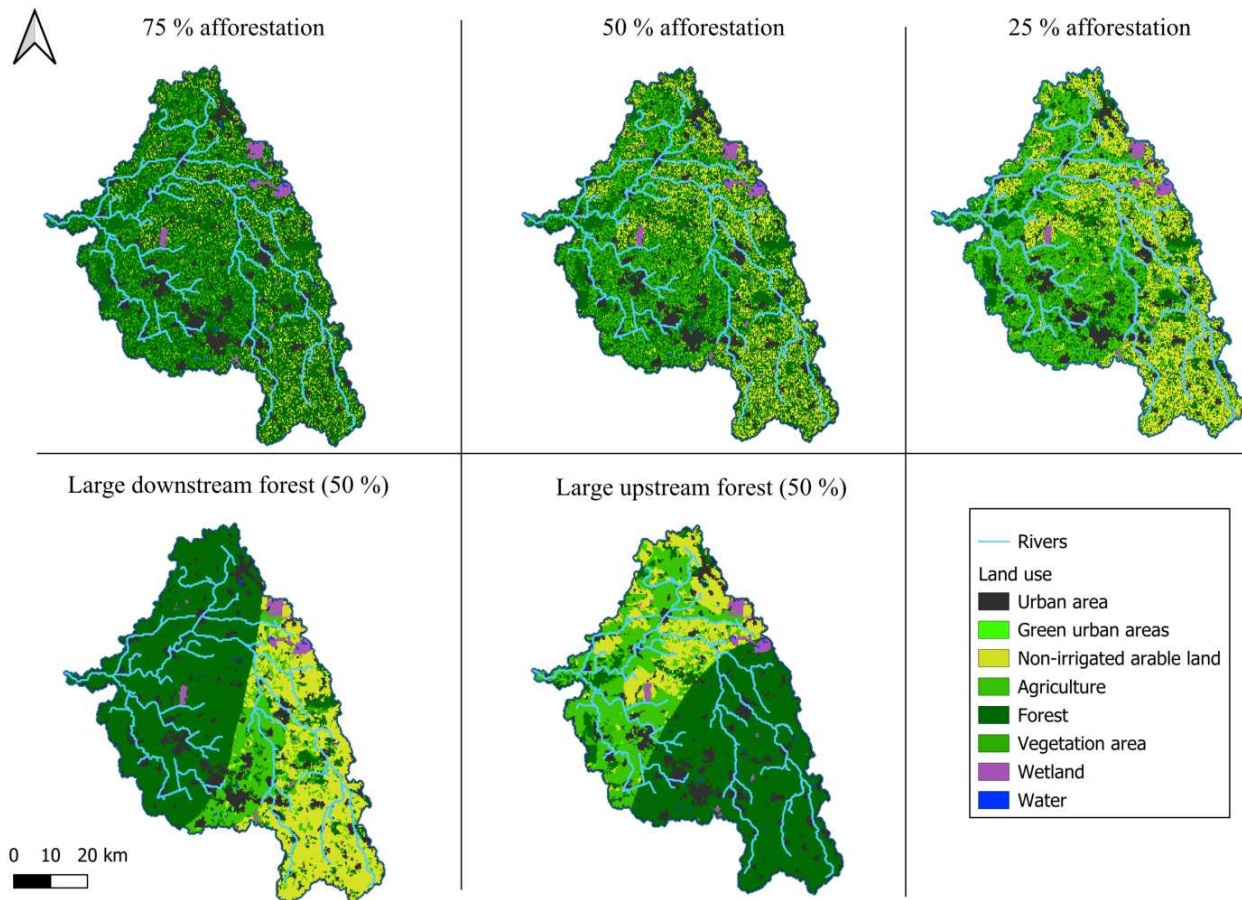 75 % afforestation
50 % afforestation
25 % afforestation
Large downstream forest (50 %)
Large upstream forest (50 %)
Rivers
Land use
Urban area
Green urban areas
Non-irrigated arable land
Agriculture
Forest
Vegetation area
Wetland
Water
0 10 20 km